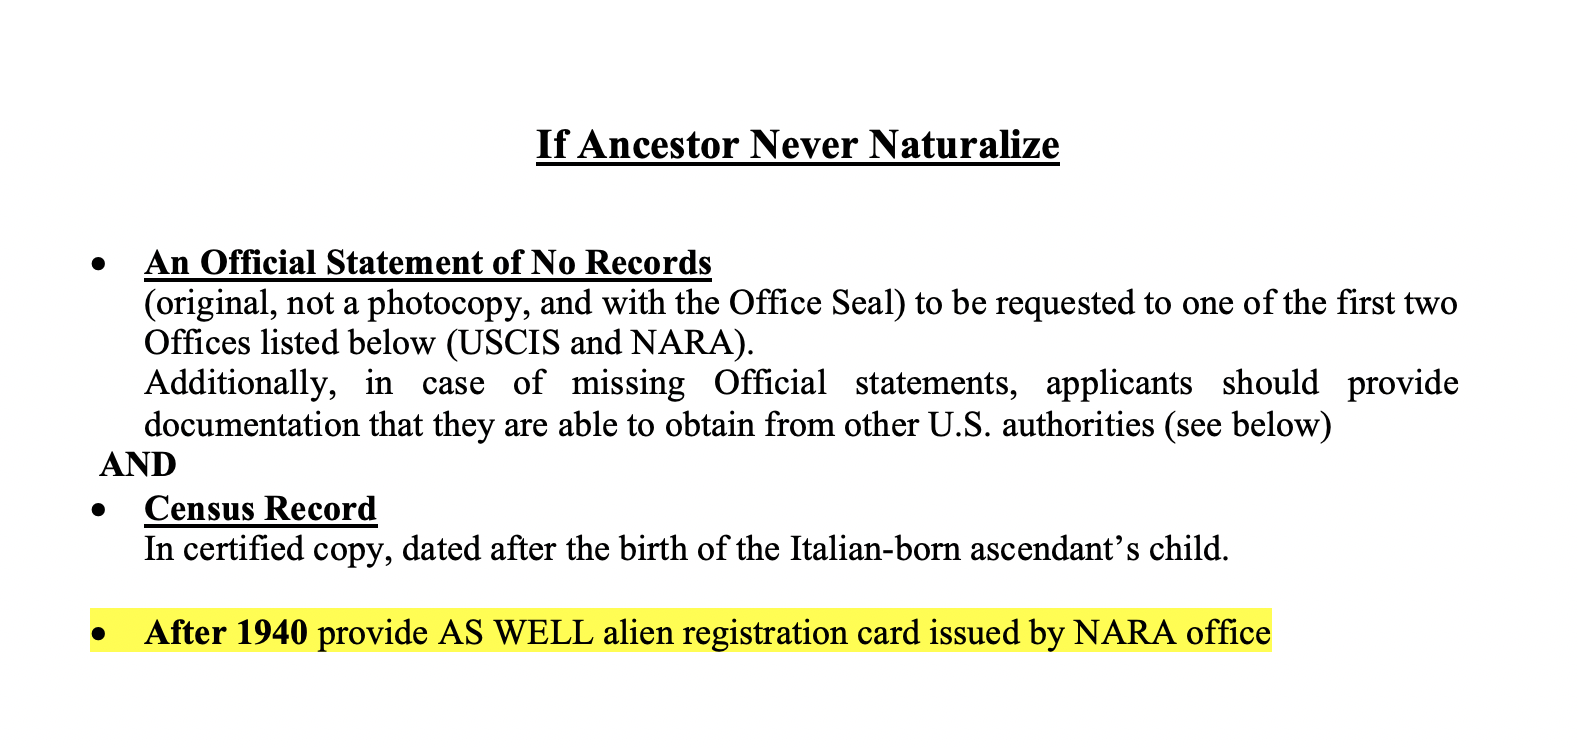 If Ancestor Never Naturalize
• An Official Statement of No Records
(original, not a photocopy, and with the Office Seal) to be requested to one of the first two
Offices listed below (USCIS and NARA).
Additionally, in case of missing Official statements, applicants should provide
documentation that they are able to obtain from other U.S. authorities (see below)
AND
• Census Record
In certified copy, dated after the birth of the Italian-born ascendant’s child.
• After 1940 provide AS WELL alien registration card issued by NARA office